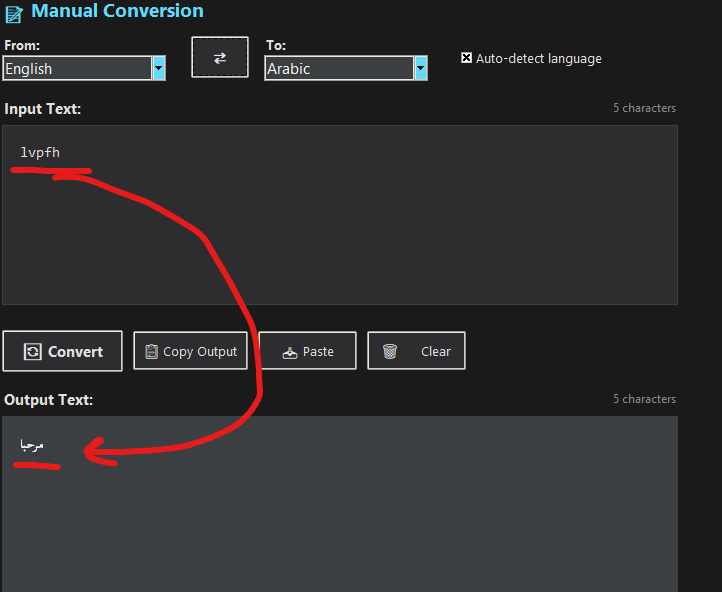 Manual Conversion
From:
To:
English
⇄
Arabic
Auto-detect language
Input Text:
5 characters
lvpfh
Convert
Copy Output
Paste
Clear
Output Text:
5 characters
مرحبا